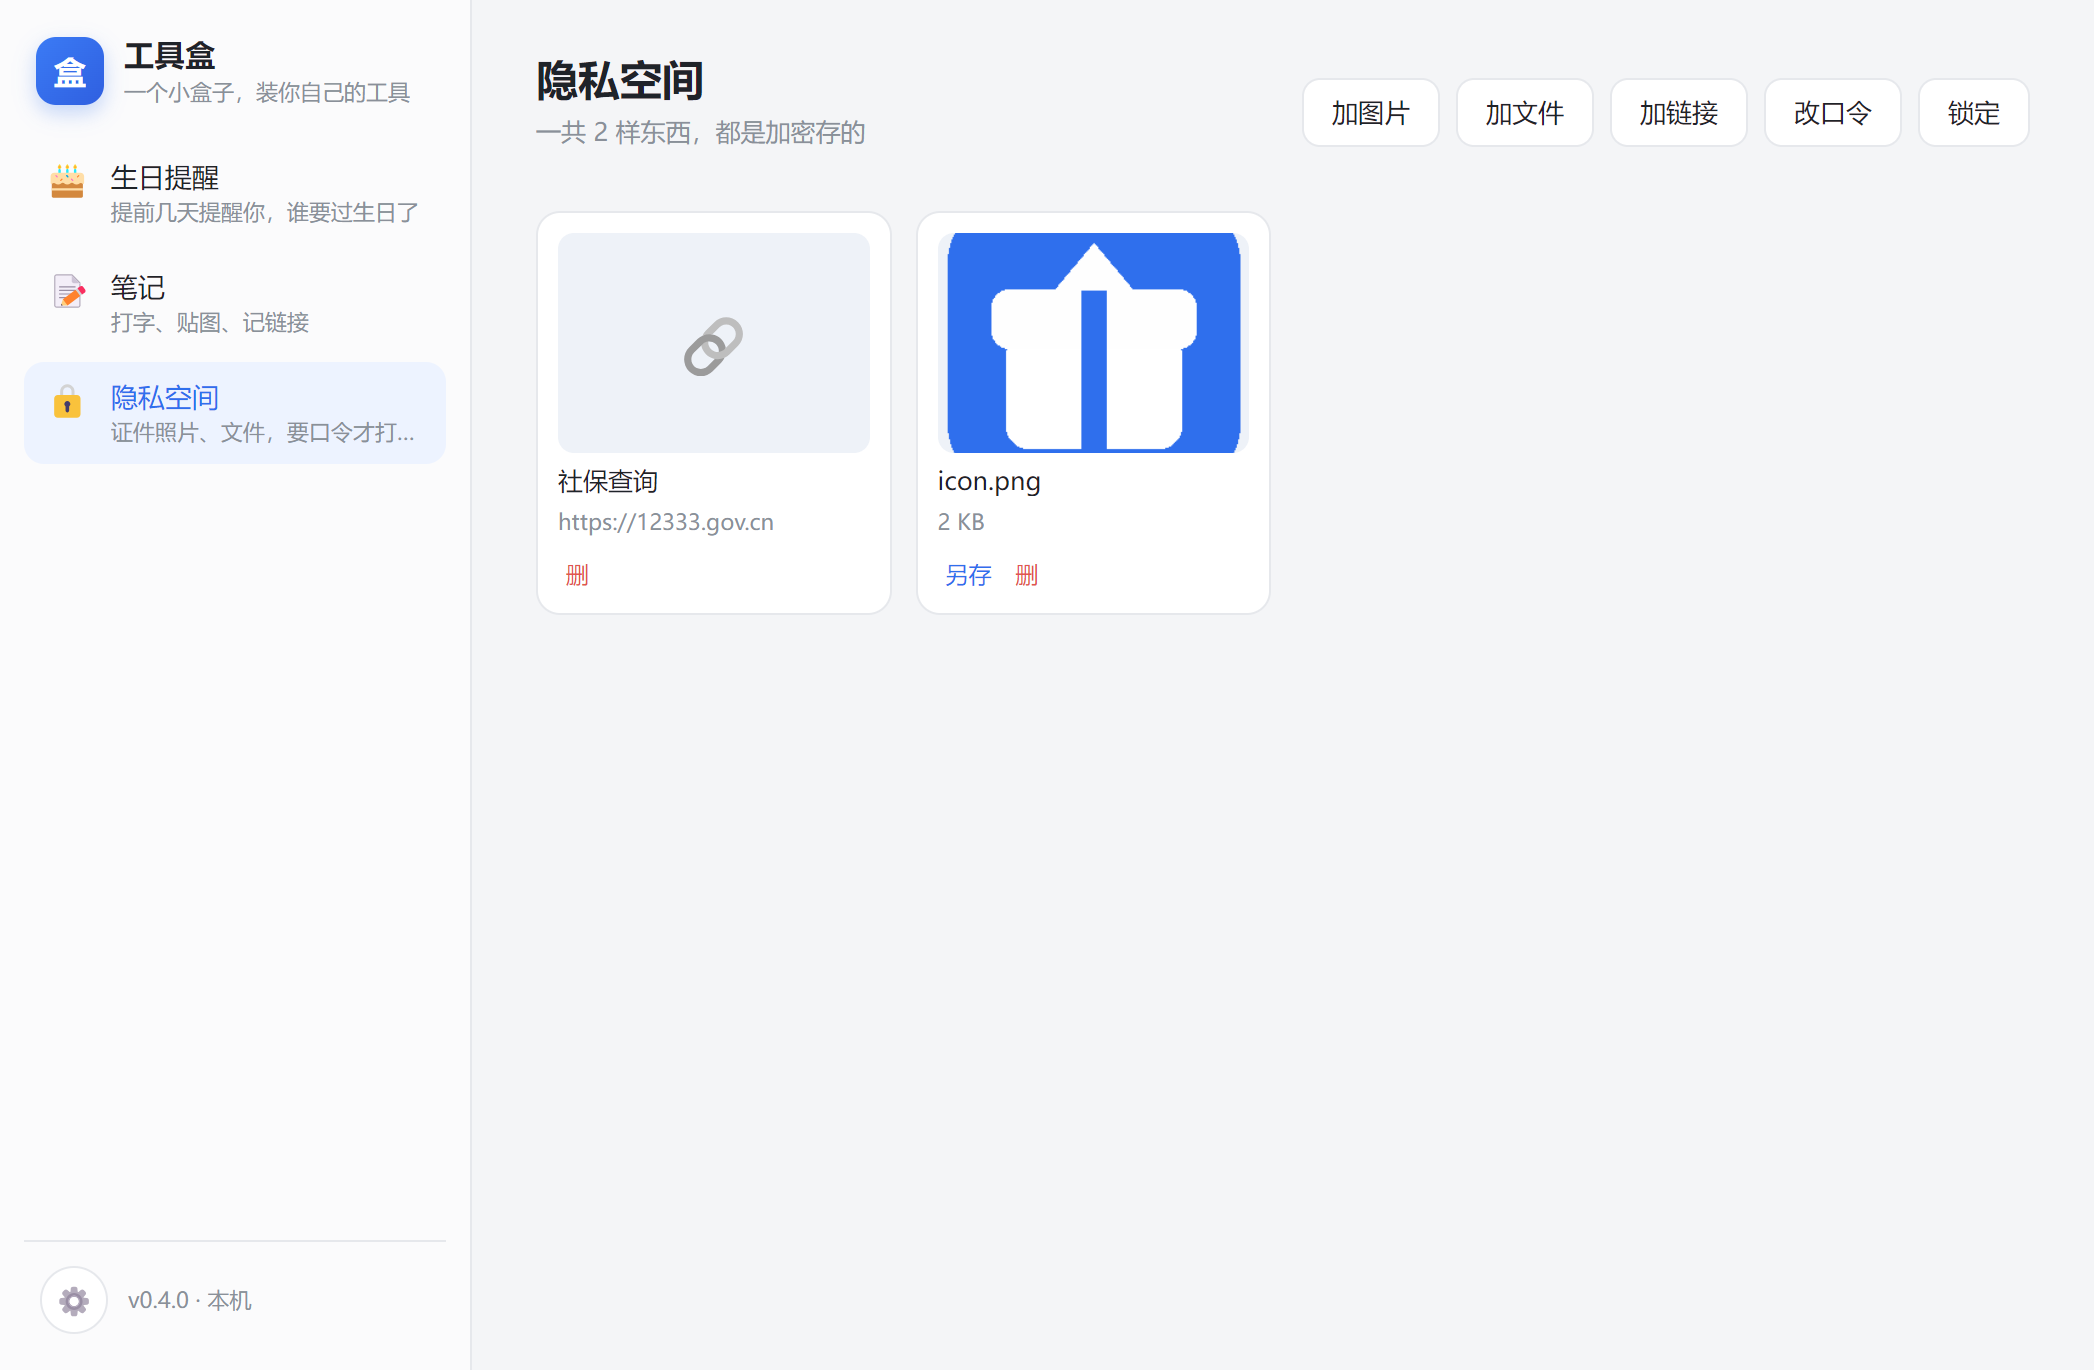 盒
工具盒
一个小盒子，装你自己的工具
生日提醒
提前几天提醒你，谁要过生日了
笔记
打字、贴图、记链接
隐私空间
证件照片、文件，要口令才打...
v0.4.0 · 本机
隐私空间
一共 2 样东西，都是加密存的
加图片
加文件
加链接
改口令
锁定
社保查询
https://12333.gov.cn
删
icon.png
2 KB
另存 删